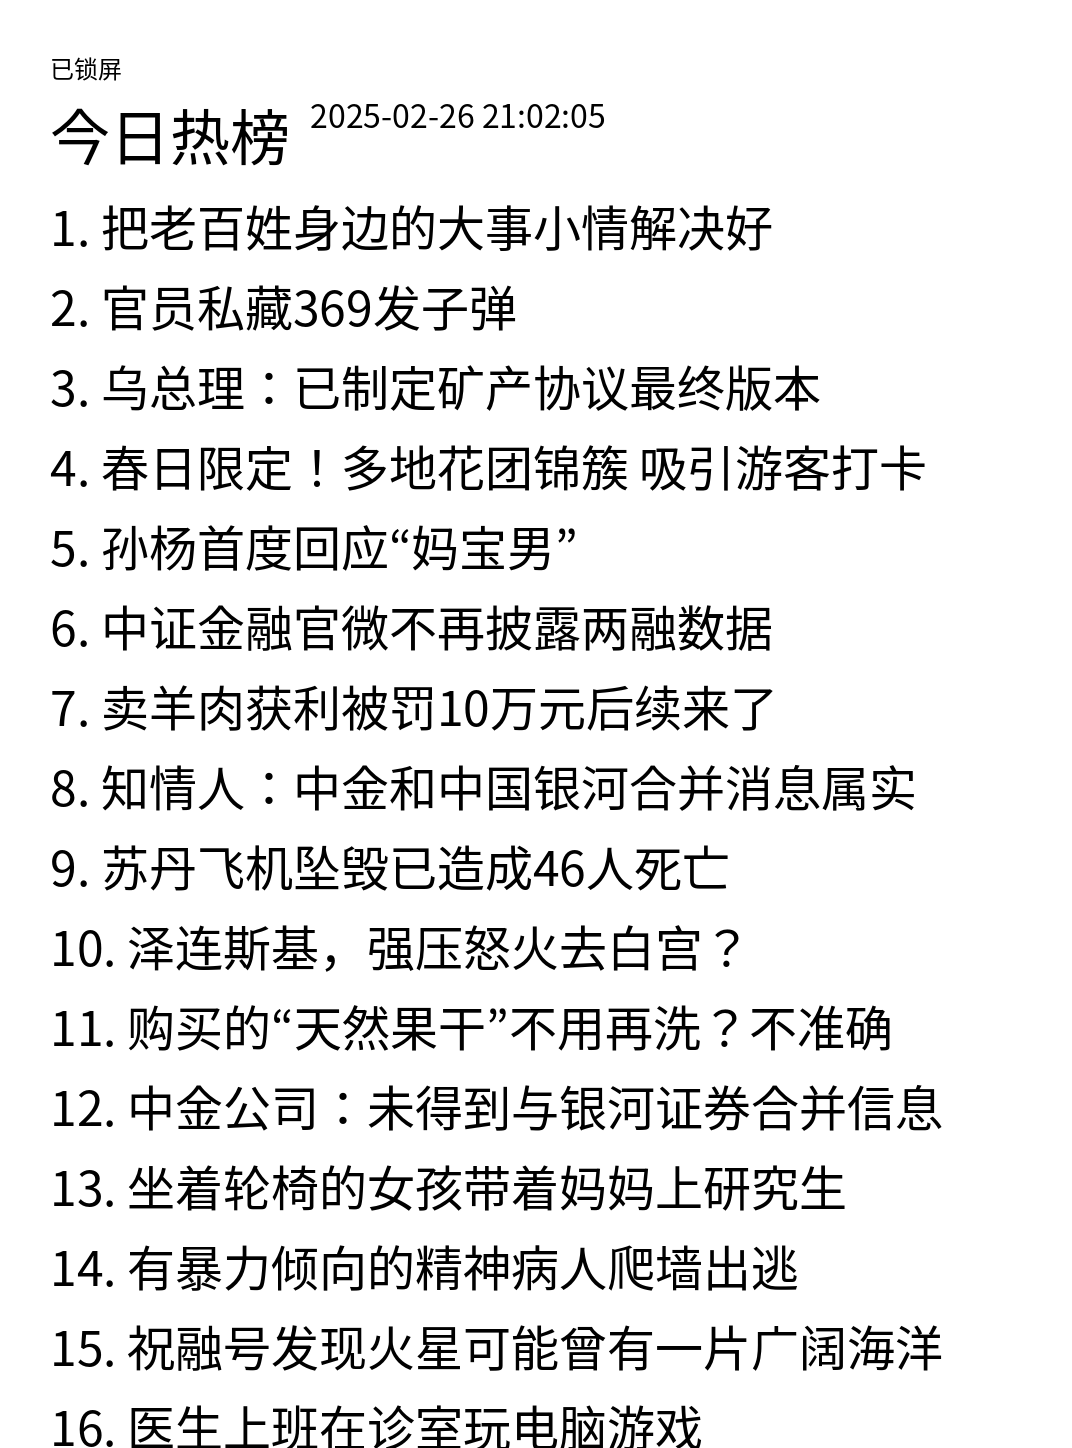 已锁屏
今日热榜 2025-02-26 21:02:05
1. 把老百姓身边的大事小情解决好
2. 官员私藏369发子弹
3. 乌总理：已制定矿产协议最终版本
4. 春日限定！多地花团锦簇 吸引游客打卡
5. 孙杨首度回应“妈宝男”
6. 中证金融官微不再披露两融数据
7. 卖羊肉获利被罚10万元后续来了
8. 知情人：中金和中国银河合并消息属实
9. 苏丹飞机坠毁已造成46人死亡
10. 泽连斯基，强压怒火去白宫？
11. 购买的“天然果干”不用再洗？不准确
12. 中金公司：未得到与银河证券合并信息
13. 坐着轮椅的女孩带着妈妈上研究生
14. 有暴力倾向的精神病人爬墙出逃
15. 祝融号发现火星可能曾有一片广阔海洋
16. 医生上班在诊室玩电脑游戏